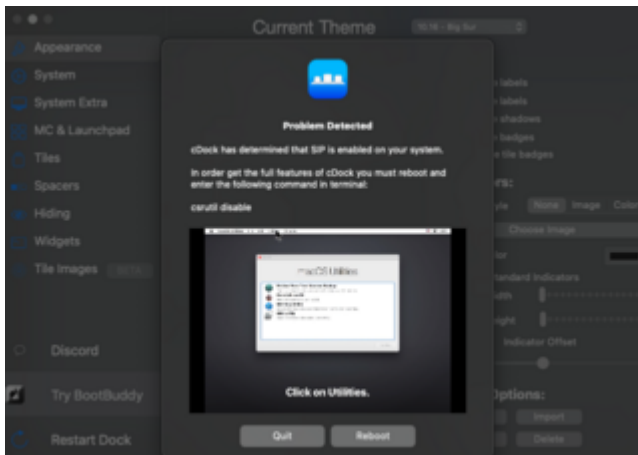 Current Theme
10.16 - Big Sur
Appearance
System
System Extra
MC & Launchpad
Tiles
Spacers
Hiding
Widgets
Tile Images BETA
Discord
Try BootBuddy
Restart Dock
Problem Detected
cDock has determined that SIP is enabled on your system.
In order get the full features of cDock you must reboot and
enter the following command in terminal:
csrutil disable
macOS Utilities
Click on Utilities.
Quit
Reboot
labels
labels
shadows
badges
tile badges
None Image Color
Choose Image
Standard Indicators
Indicator Offset
Options:
Import
Delete